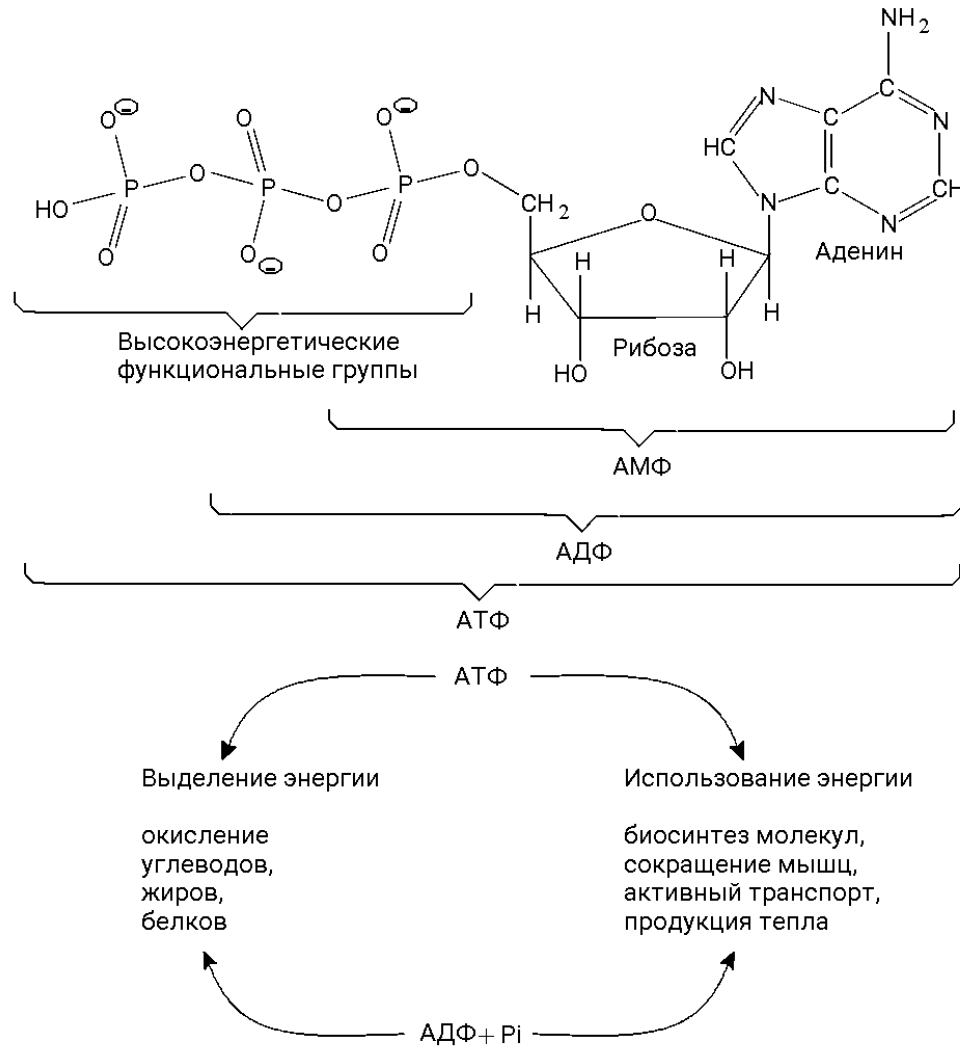 NH2
O⊖ O O⊖ N C N
HC C
HO P O P O P O CH2 O N C N CH
O O⊖ O Аденин
H H H H
Высокоэнергетические
функциональные группы
Рибоза
HO OH
АМФ
АДФ
АТФ
АТФ
Выделение энергии
окисление
углеводов,
жиров,
белков
Использование энергии
биосинтез молекул,
сокращение мышц,
активный транспорт,
продукция тепла
АДФ + Pi